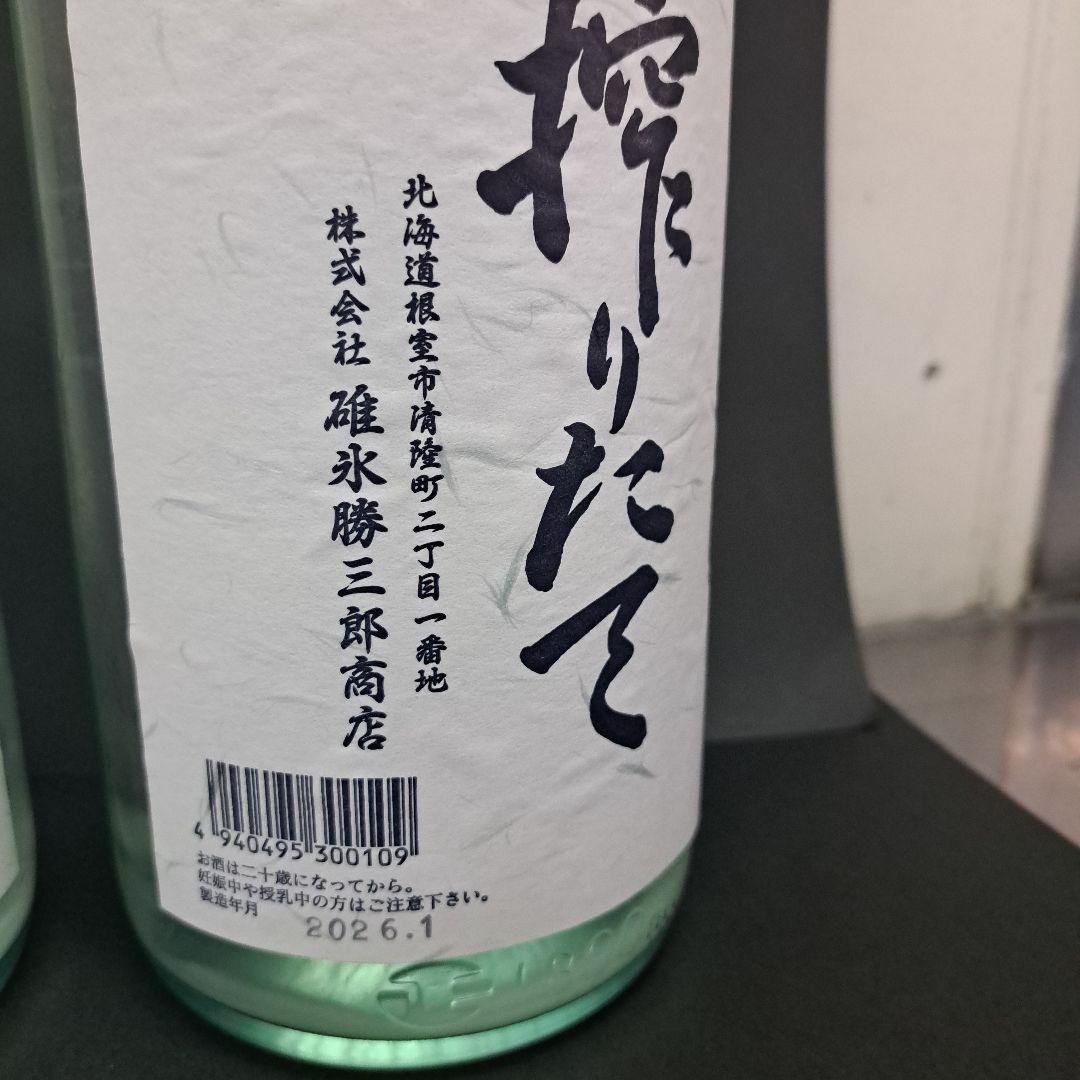 搾りたて
北海道根室市清隆町二丁目一番地
株式会社 碓氷勝三郎商店
4 940495 300109
お酒は二十歳になってから。
妊娠中や授乳中の方はご注意下さい。
製造年月 2026.1